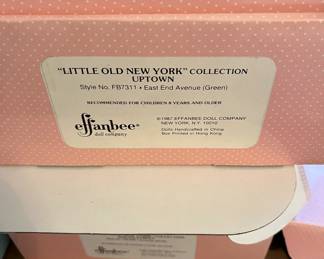 "LITTLE OLD NEW YORK" COLLECTION
UPTOWN
Style No. FB7311 • East End Avenue (Green)
RECOMMENDED FOR CHILDREN 8 YEARS AND OLDER
effanbee
doll company
©1987 EFFANBEE DOLL COMPANY
NEW YORK, N.Y. 10010
Dolls Handcrafted in China
Box Printed in Hong Kong
effanbee